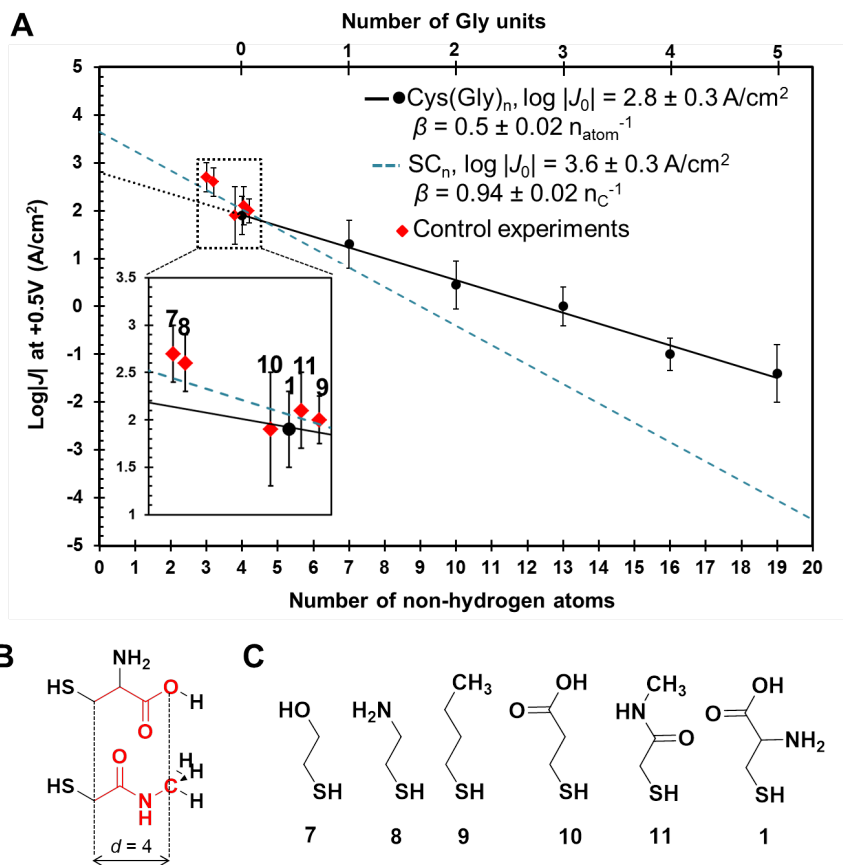 A
Number of Gly units
0 1 2 3 4 5
Cys(Gly)n, log |J0| = 2.8 ± 0.3 A/cm2
β = 0.5 ± 0.02 natom-1
SCn, log |J0| = 3.6 ± 0.3 A/cm2
β = 0.94 ± 0.02 nC-1
Control experiments
Log|J| at +0.5V (A/cm2)
5
4
3
2
1
0
-1
-2
-3
-4
-5
3.5
3
2.5
2
1.5
1
7
8
10
1
11
9
0 1 2 3 4 5 6 7 8 9 10 11 12 13 14 15 16 17 18 19 20
Number of non-hydrogen atoms
B
NH2
HS
O
H
O
O
H
H
HS
N
H
C
H
d = 4
C
HO
SH
7
H2N
SH
8
CH3
SH
9
OH
O
SH
10
CH3
HN
O
SH
11
OH
O
NH2
SH
1